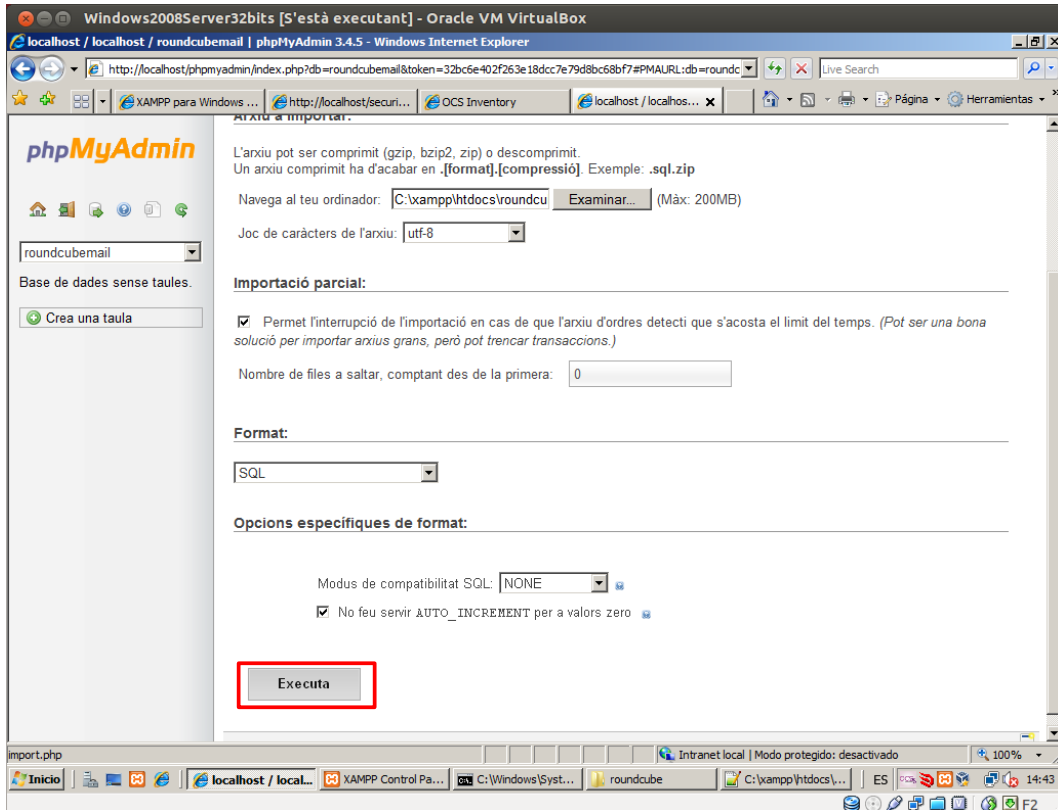 Windows2008Server32bits [S'està executant] - Oracle VM VirtualBox
localhost / localhost / roundcubemail | phpMyAdmin 3.4.5 - Windows Internet Explorer
http://localhost/phpmyadmin/index.php?db=roundcubemail&token=32bc6e402f263e18dcc7e79d8bc68bf7#PMAURL:db=roundc
Live Search
XAMPP para Windows ...
http://localhost/securi...
OCS Inventory
localhost / localhos...
Página
Herramientas
phpMyAdmin
roundcubemail
Base de dades sense taules.
Crea una taula
Arxiu a importar:
L'arxiu pot ser comprimit (gzip, bzip2, zip) o descomprimit.
Un arxiu comprimit ha d'acabar en .[format].[compressió]. Exemple: .sql.zip
Navega al teu ordinador: C:\xampp\htdocs\roundcu Examinar... (Màx: 200MB)
Joc de caràcters de l'arxiu: utf-8
Importació parcial:
Permet l'interrupció de l'importació en cas de que l'arxiu d'ordres detecti que s'acosta el limit del temps. (Pot ser una bona
solució per importar arxius grans, però pot trencar transaccions.)
Nombre de files a saltar, comptant des de la primera: 0
Format:
SQL
Opcions específiques de format:
Modus de compatibilitat SQL: NONE
No feu servir AUTO_INCREMENT per a valors zero
Executa
import.php
Intranet local | Modo protegido: desactivado
100%
Inicio
localhost / local...
XAMPP Control Pa...
C:\Windows\Syst...
roundcube
C:\xampp\htdocs\...
ES
14:43
F2